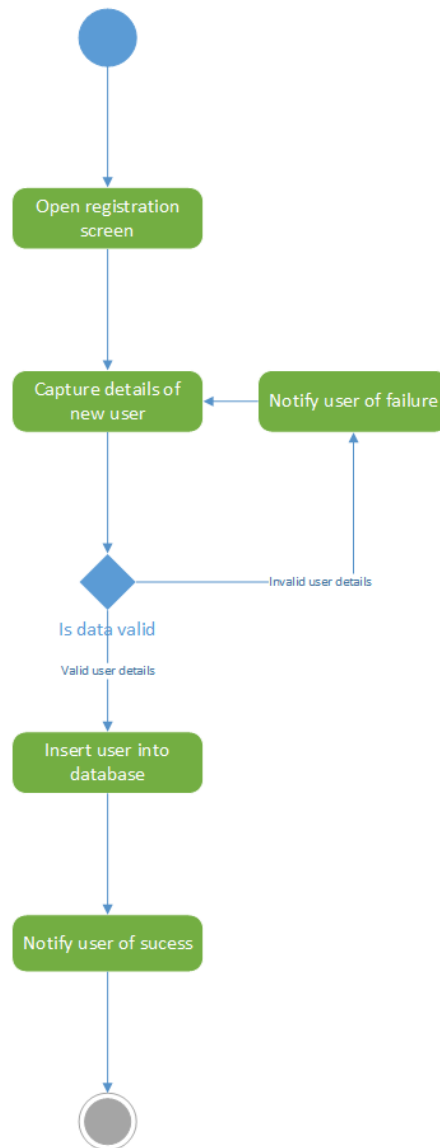 Open registration
screen
Capture details of
new user
Notify user of failure
Invalid user details
Is data valid
Valid user details
Insert user into
database
Notify user of sucess